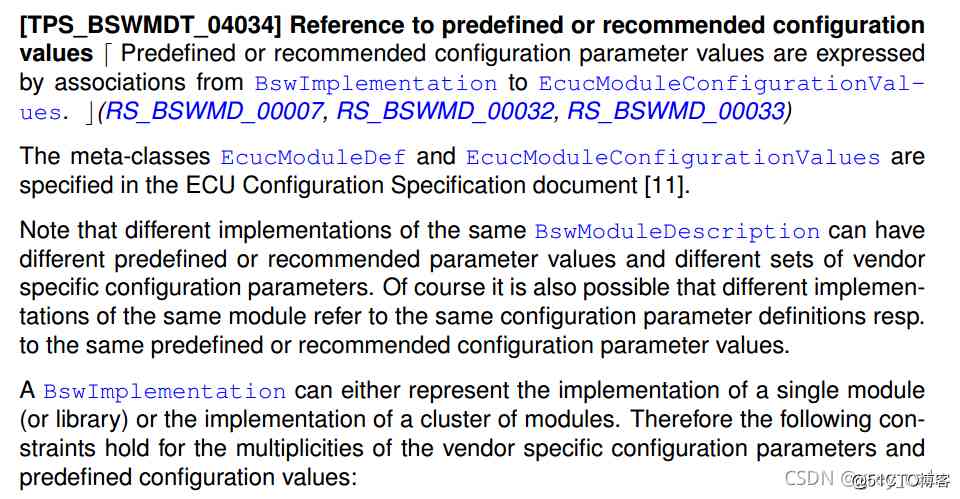 [TPS_BSWMDT_04034] Reference to predefined or recommended configuration
values ⌈ Predefined or recommended configuration parameter values are expressed
by associations from BswImplementation to EcucModuleConfigurationVal-
ues. ⌋(RS_BSWMD_00007, RS_BSWMD_00032, RS_BSWMD_00033)
The meta-classes EcucModuleDef and EcucModuleConfigurationValues are
specified in the ECU Configuration Specification document [11].
Note that different implementations of the same BswModuleDescription can have
different predefined or recommended parameter values and different sets of vendor
specific configuration parameters. Of course it is also possible that different implemen-
tations of the same module refer to the same configuration parameter definitions resp.
to the same predefined or recommended configuration parameter values.
A BswImplementation can either represent the implementation of a single module
(or library) or the implementation of a cluster of modules. Therefore the following con-
straints hold for the multiplicities of the vendor specific configuration parameters and
predefined configuration values:
CSDN @51CTO博客